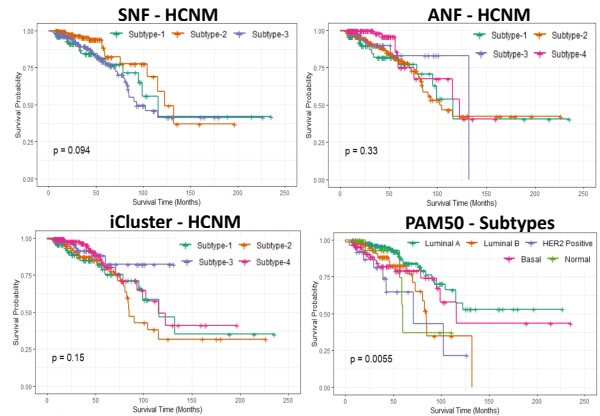 SNF - HCNM
Subtype-1 Subtype-2 Subtype-3
Survival Probability
1.00
0.75
0.50
0.25
0.00
p = 0.094
0 50 100 150 200 250
Survival Time (Months)
ANF - HCNM
Subtype-1 Subtype-2
Subtype-3 Subtype-4
Survival Probability
1.00
0.75
0.50
0.25
0.00
p = 0.33
0 50 100 150 200 250
Survival Time (Months)
iCluster - HCNM
Subtype-1 Subtype-2
Subtype-3 Subtype-4
Survival Probability
1.00
0.75
0.50
0.25
0.00
p = 0.15
0 50 100 150 200 250
Survival Time (Months)
PAM50 - Subtypes
Luminal A Luminal B HER2 Positive
Basal Normal
Survival Probability
1.00
0.75
0.50
0.25
0.00
p = 0.0055
0 50 100 150 200 250
Survival Time (Months)